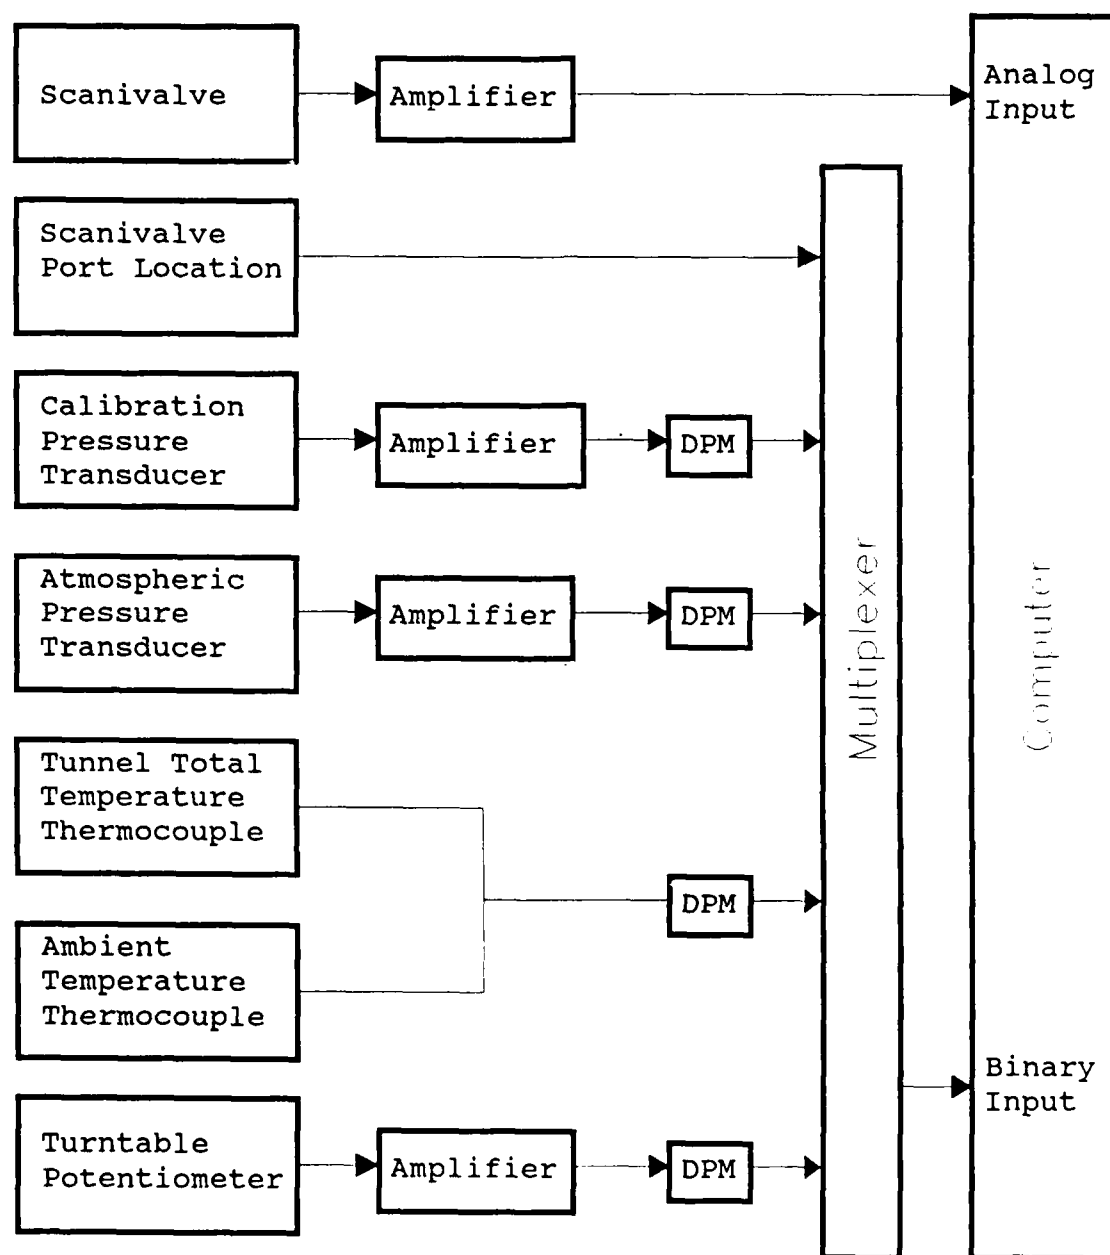 Scanivalve
Amplifier
Analog
Input
Scanivalve
Port Location
Calibration
Pressure
Transducer
Amplifier
DPM
Atmospheric
Pressure
Transducer
Amplifier
DPM
Multiplexer
Computer
Tunnel Total
Temperature
Thermocouple
DPM
Ambient
Temperature
Thermocouple
Binary
Input
Turntable
Potentiometer
Amplifier
DPM